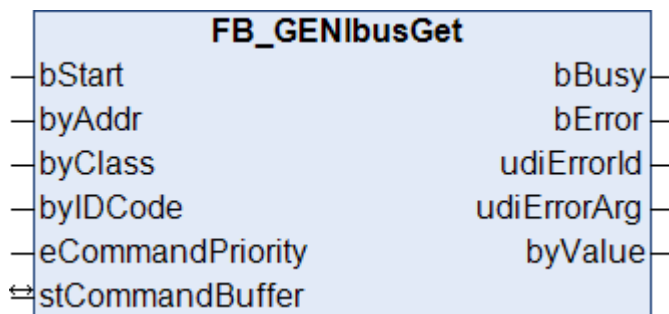 FB_GENIbusGet
bStart bBusy
byAddr bError
byClass udiErrorId
byIDCode udiErrorArg
eCommandPriority byValue
stCommandBuffer